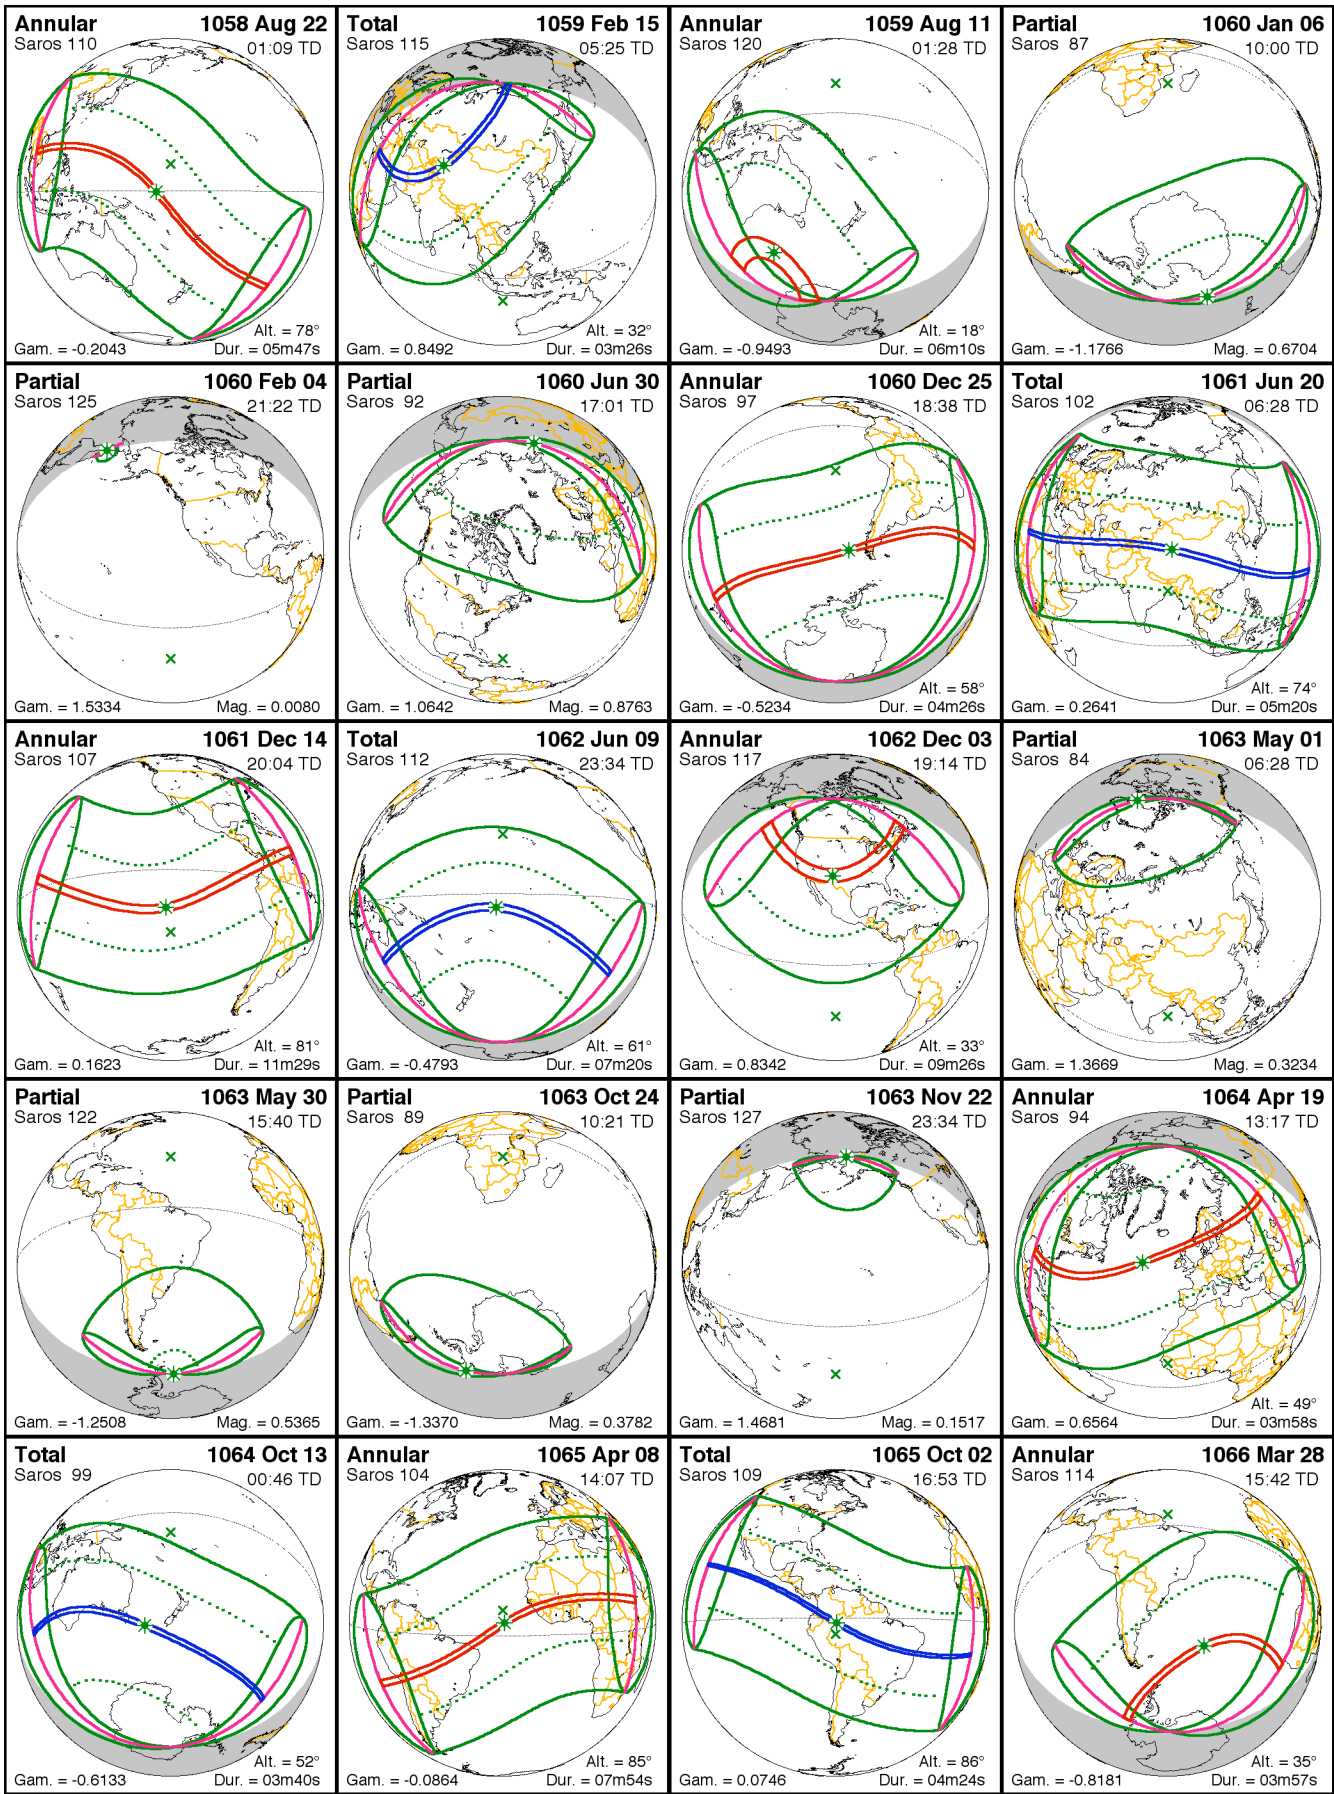 Annular 1058 Aug 22
Saros 110 01:09 TD
Alt. = 78°
Gam. = -0.2043 Dur. = 05m47s
Total 1059 Feb 15
Saros 115 05:25 TD
Alt. = 32°
Gam. = 0.8492 Dur. = 03m26s
Annular 1059 Aug 11
Saros 120 01:28 TD
Alt. = 18°
Gam. = -0.9493 Dur. = 06m10s
Partial 1060 Jan 06
Saros 87 10:00 TD
Gam. = -1.1766 Mag. = 0.6704
Partial 1060 Feb 04
Saros 125 21:22 TD
Gam. = 1.5334 Mag. = 0.0080
Partial 1060 Jun 30
Saros 92 17:01 TD
Gam. = 1.0642 Mag. = 0.8763
Annular 1060 Dec 25
Saros 97 18:38 TD
Alt. = 58°
Gam. = -0.5234 Dur. = 04m26s
Total 1061 Jun 20
Saros 102 06:28 TD
Alt. = 74°
Gam. = 0.2641 Dur. = 05m20s
Annular 1061 Dec 14
Saros 107 20:04 TD
Alt. = 81°
Gam. = 0.1623 Dur. = 11m29s
Total 1062 Jun 09
Saros 112 23:34 TD
Alt. = 61°
Gam. = -0.4793 Dur. = 07m20s
Annular 1062 Dec 03
Saros 117 19:14 TD
Alt. = 33°
Gam. = 0.8342 Dur. = 09m26s
Partial 1063 May 01
Saros 84 06:28 TD
Gam. = 1.3669 Mag. = 0.3234
Partial 1063 May 30
Saros 122 15:40 TD
Gam. = -1.2508 Mag. = 0.5365
Partial 1063 Oct 24
Saros 89 10:21 TD
Gam. = -1.3370 Mag. = 0.3782
Partial 1063 Nov 22
Saros 127 23:34 TD
Gam. = 1.4681 Mag. = 0.1517
Annular 1064 Apr 19
Saros 94 13:17 TD
Alt. = 49°
Gam. = 0.6564 Dur. = 03m58s
Total 1064 Oct 13
Saros 99 00:46 TD
Alt. = 52°
Gam. = -0.6133 Dur. = 03m40s
Annular 1065 Apr 08
Saros 104 14:07 TD
Alt. = 85°
Gam. = -0.0864 Dur. = 07m54s
Total 1065 Oct 02
Saros 109 16:53 TD
Alt. = 86°
Gam. = 0.0746 Dur. = 04m24s
Annular 1066 Mar 28
Saros 114 15:42 TD
Alt. = 35°
Gam. = -0.8181 Dur. = 03m57s